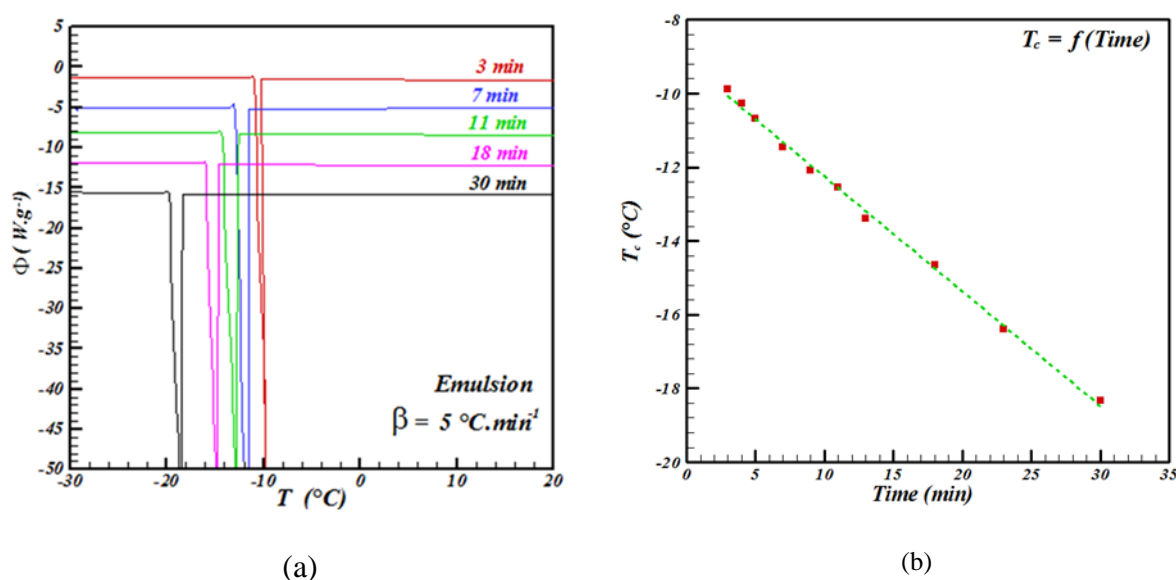 5
0
-5
-10
-15
-20
-25
-30
-35
-40
-45
-50
Φ ( W.g⁻¹)
3 min
7 min
11 min
18 min
30 min
Emulsion
β = 5 °C.min⁻¹
-30 -20 -10 0 10 20
T (°C)
(a)
-8
-10
-12
-14
-16
-18
-20
T_c (°C)
T_c = f (Time)
0 5 10 15 20 25 30 35
Time (min)
(b)